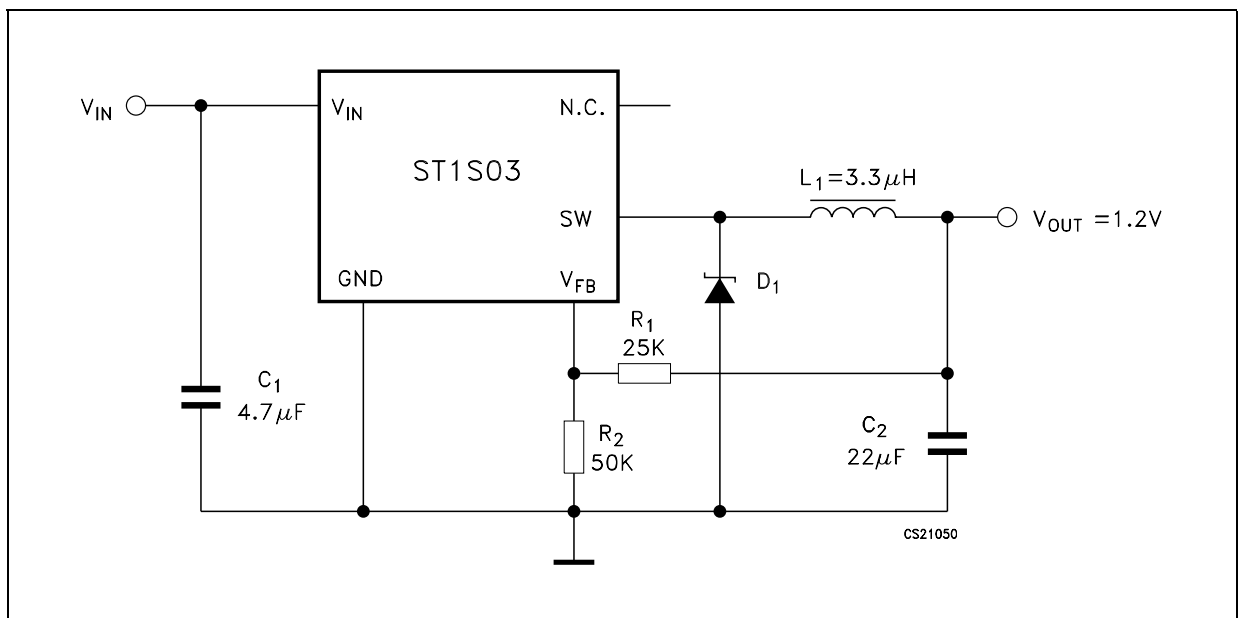 V_IN
V_IN
N.C.
ST1S03
SW
GND
V_FB
L_1=3.3μH
V_OUT =1.2V
D_1
R_1
25K
C_1
4.7μF
R_2
50K
C_2
22μF
CS21050